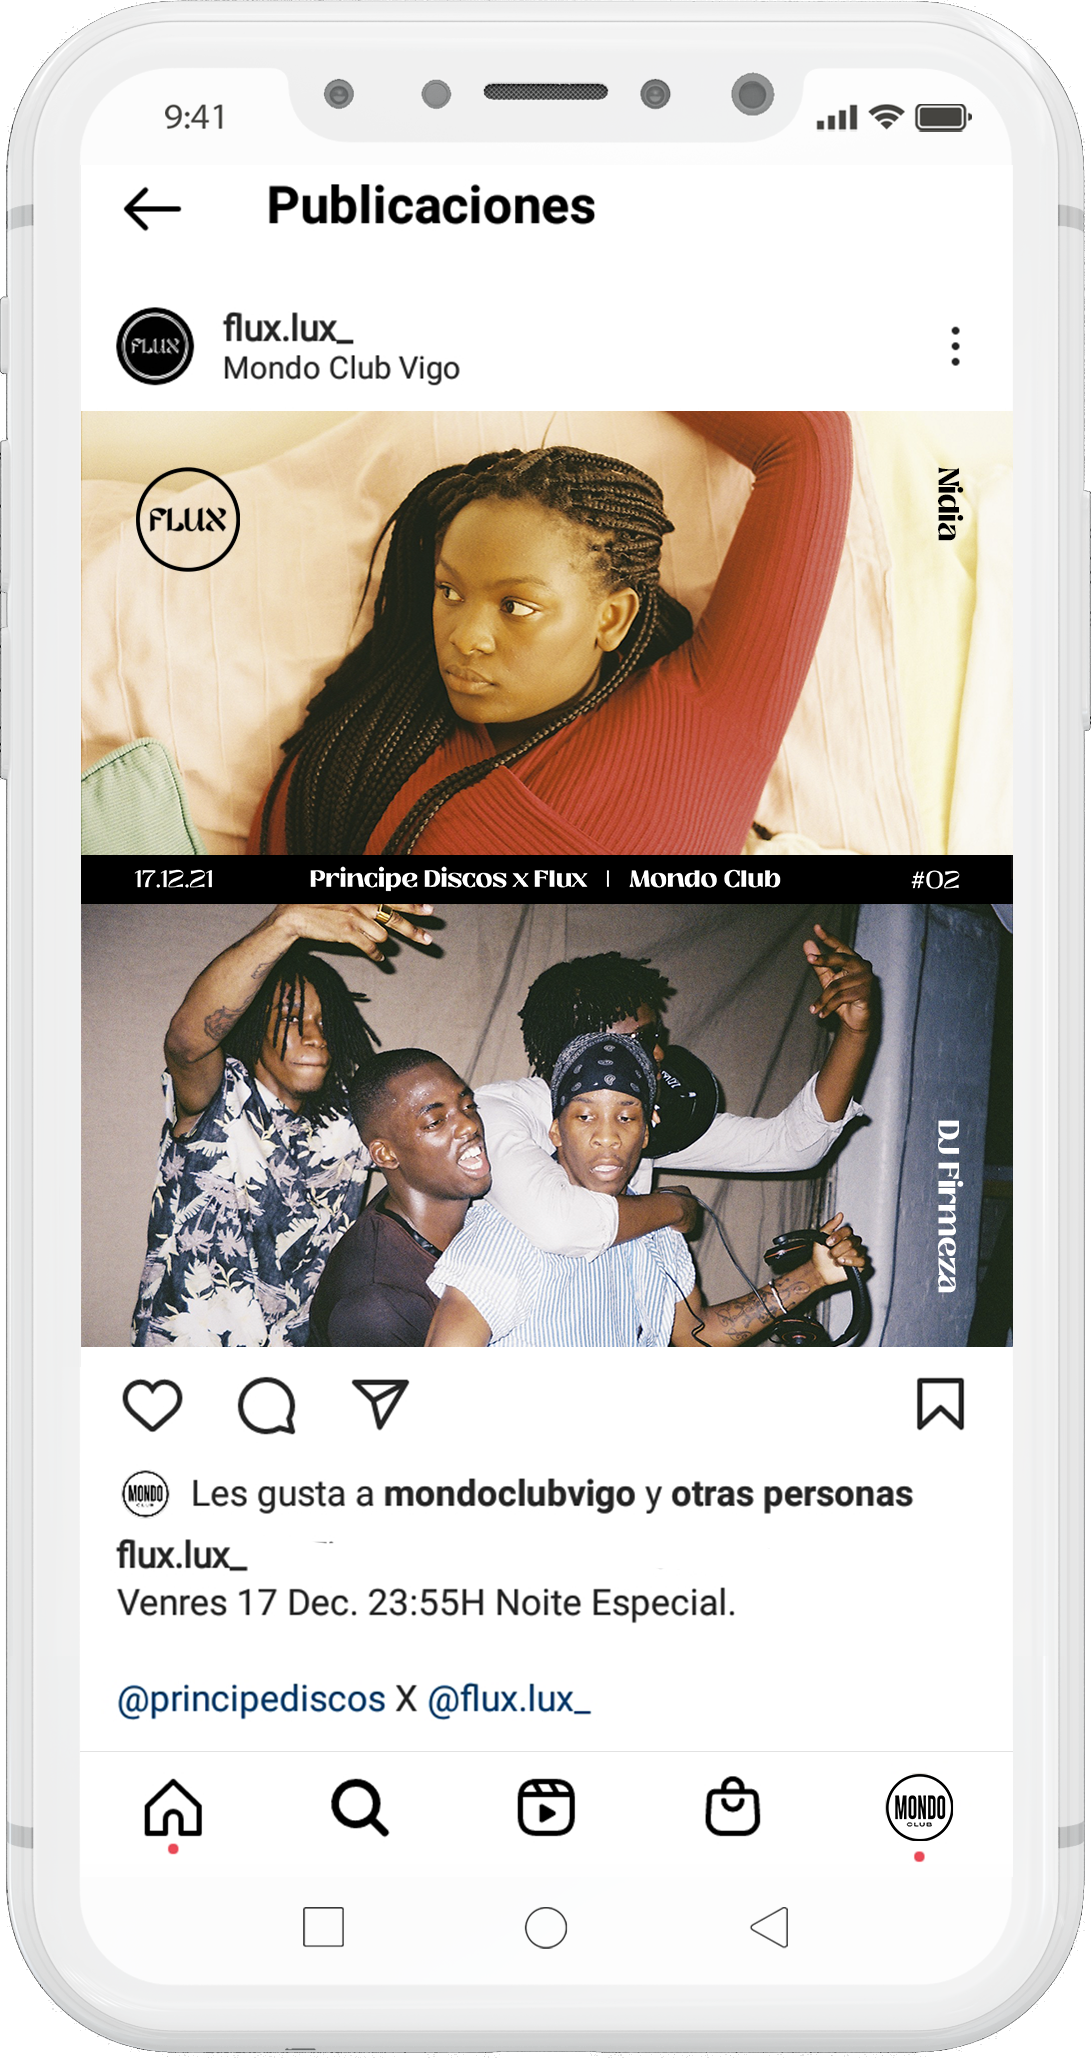 9:41
Publicaciones
FLUX
flux.lux_
Mondo Club Vigo
FLUX
Nidia
17.12.21 Principe Discos x Flux | Mondo Club #02
DJ Firmeza
MONDO
CLUB
Les gusta a mondoclubvigo y otras personas
flux.lux_
Venres 17 Dec. 23:55H Noite Especial.
@principediscos X @flux.lux_
MONDO
CLUB